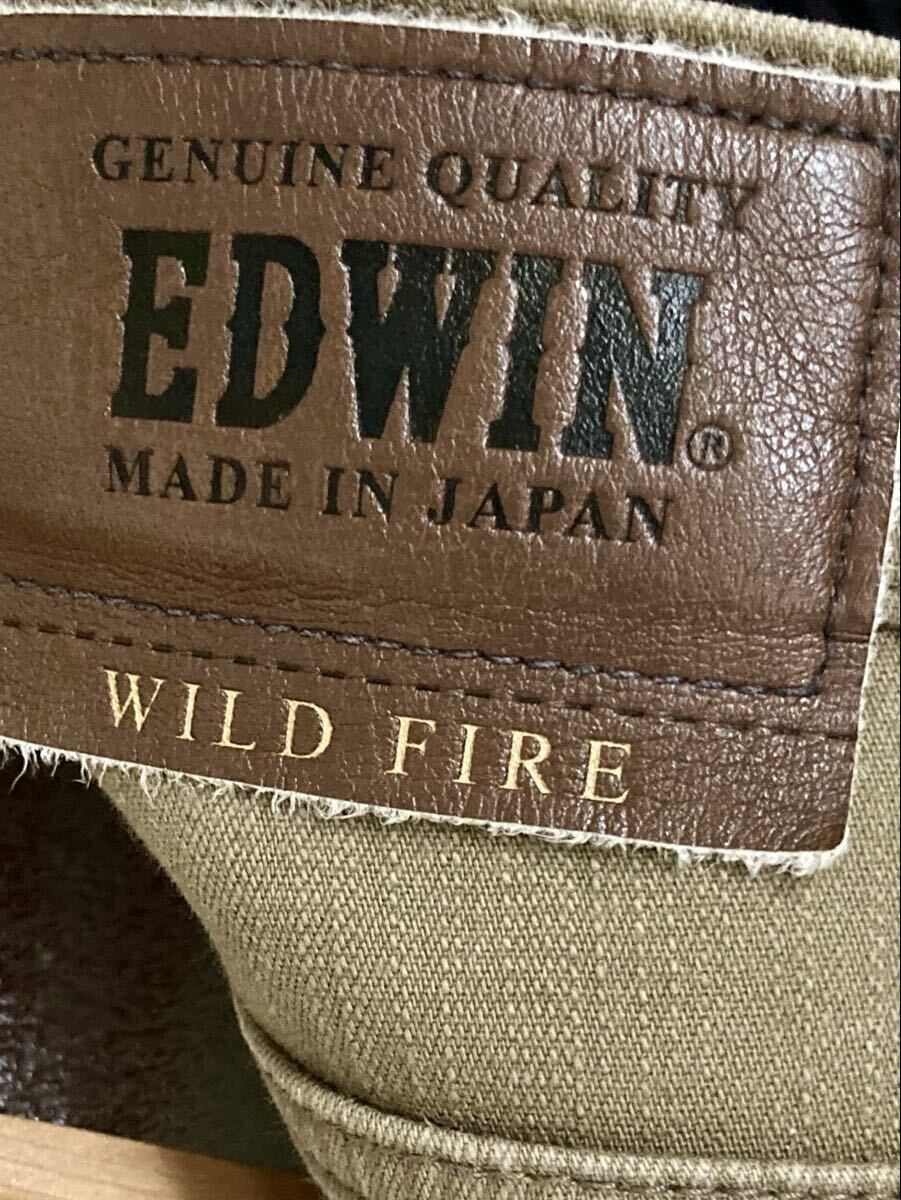 GENUINE QUALITY
EDWIN®
MADE IN JAPAN
WILD FIRE